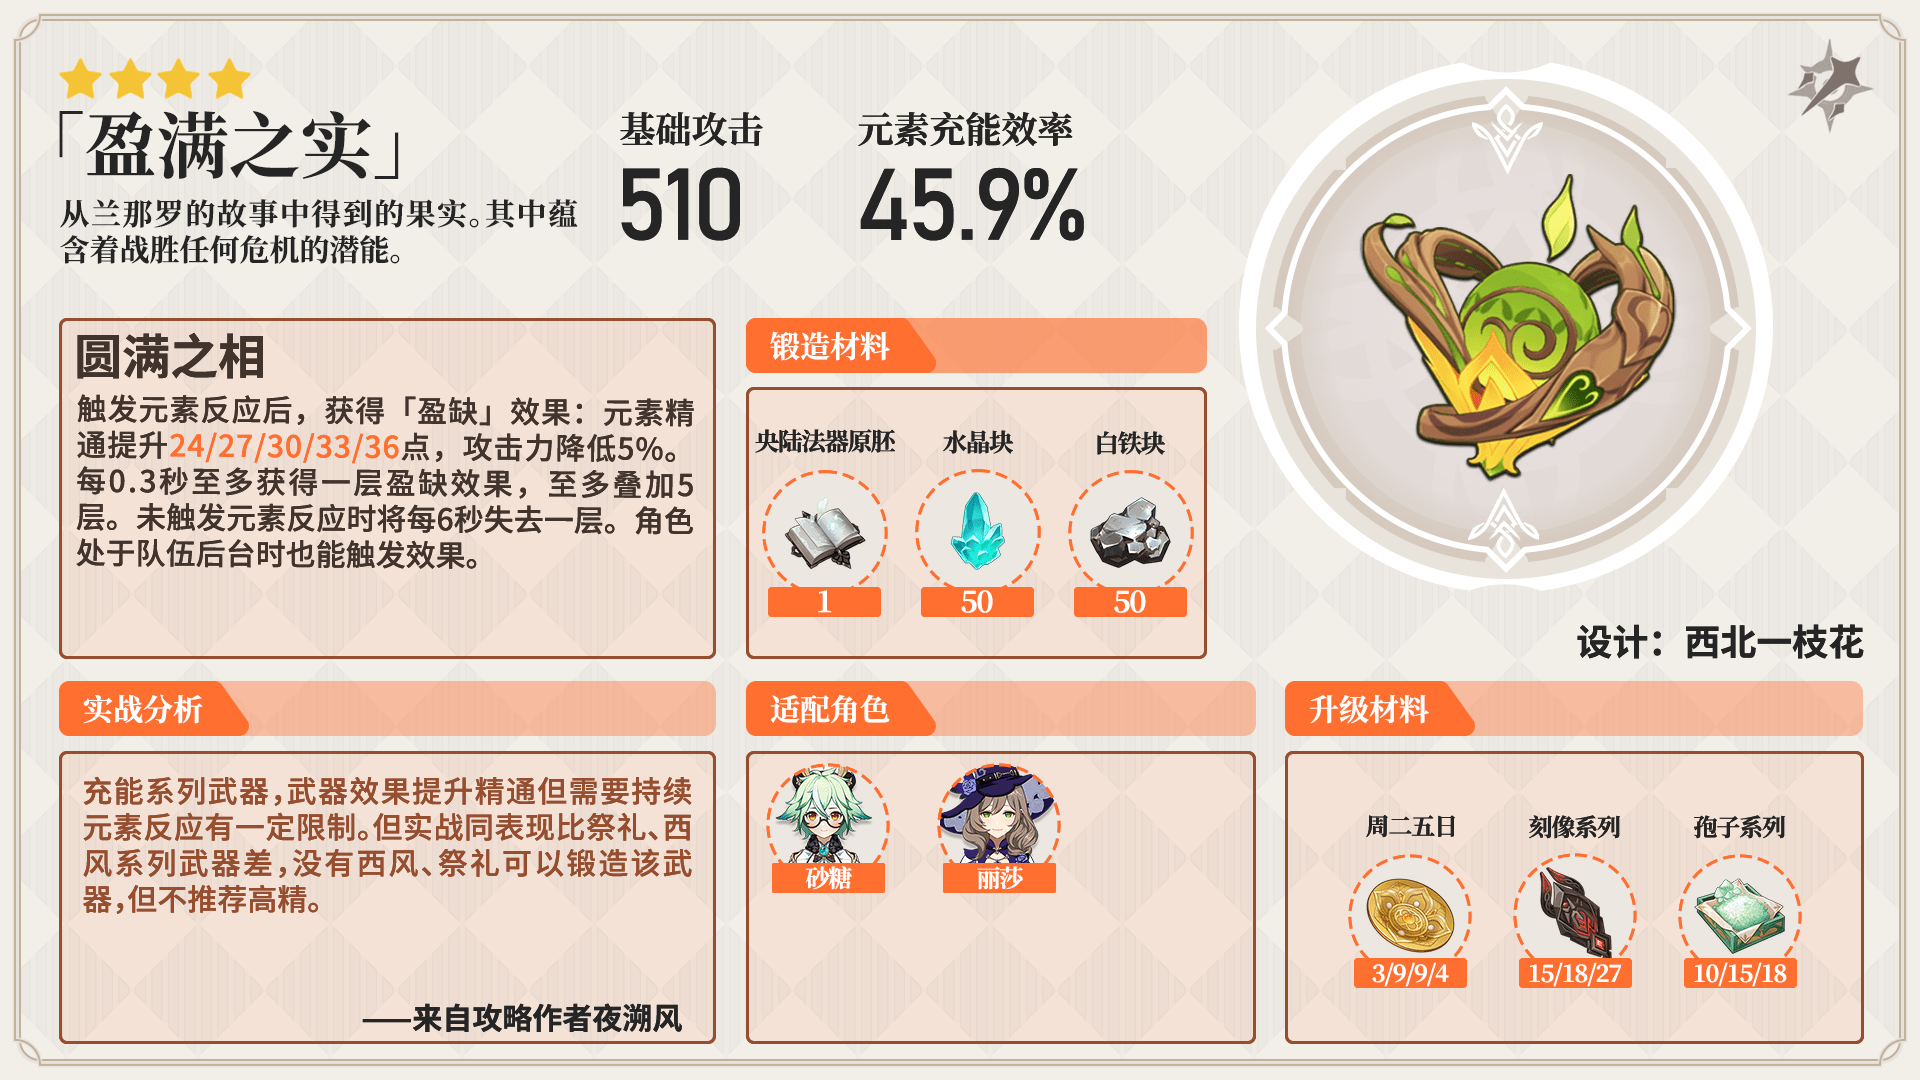 「盈满之实」
从兰那罗的故事中得到的果实。其中蕴
含着战胜任何危机的潜能。
基础攻击
510
元素充能效率
45.9%
圆满之相
触发元素反应后，获得「盈缺」效果：元素精
通提升24/27/30/33/36点，攻击力降低5%。
每0.3秒至多获得一层盈缺效果，至多叠加5
层。未触发元素反应时将每6秒失去一层。角色
处于队伍后台时也能触发效果。
锻造材料
央陆法器原胚
水晶块
白铁块
1
50
50
设计：西北一枝花
实战分析
充能系列武器，武器效果提升精通但需要持续
元素反应有一定限制。但实战同表现比祭礼、西
风系列武器差，没有西风、祭礼可以锻造该武
器，但不推荐高精。
——来自攻略作者夜溯风
适配角色
砂糖
丽莎
升级材料
周二五日
刻像系列
孢子系列
3/9/9/4
15/18/27
10/15/18